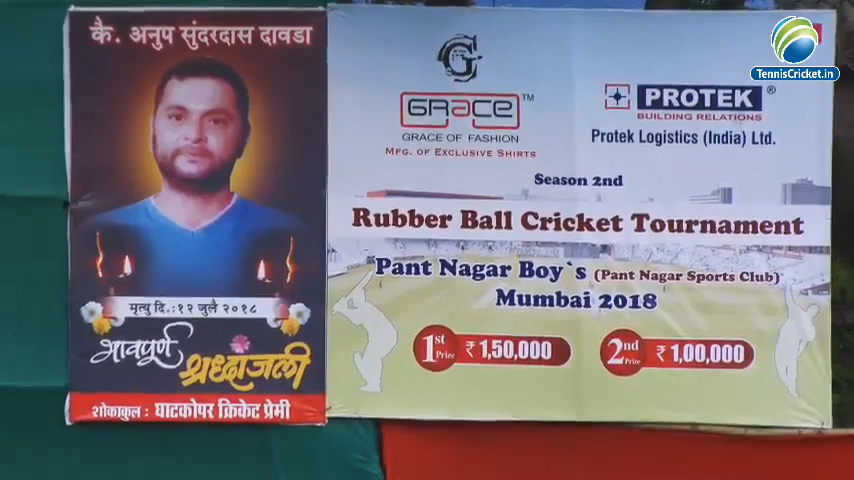 कै. अनुप सुंदरदास दावडा
मृत्यु दि.:१२ जुलै २०१८
भावपूर्ण
श्रध्दांजली
शोकाकुल : घाटकोपर क्रिकेट प्रेमी
TennisCricket.in
G
GRaCE TM
GRACE OF FASHION
MFG. OF EXCLUSIVE SHIRTS
PROTEK ®
BUILDING RELATIONS
Protek Logistics (India) Ltd.
Season 2nd
Rubber Ball Cricket Tournament
Pant Nagar Boy`s (Pant Nagar Sports Club)
Mumbai 2018
1st Prize ₹ 1,50,000
2nd Prize ₹ 1,00,000